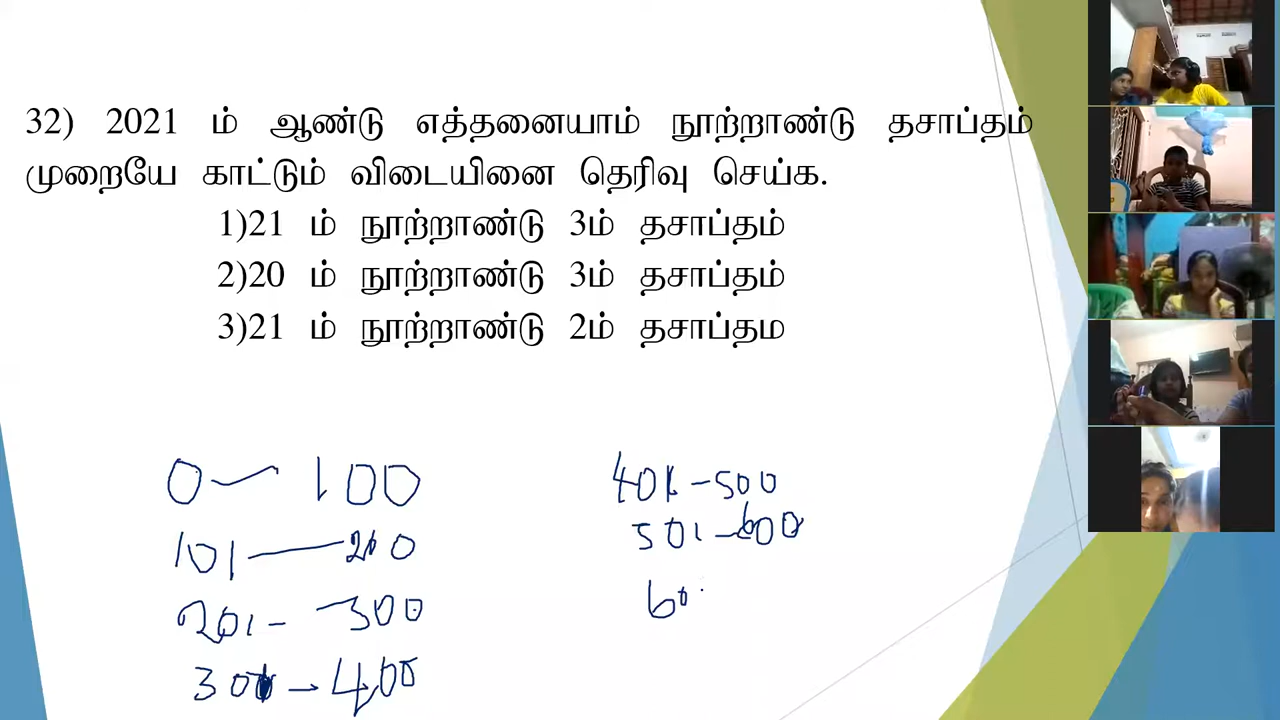 32) 2021 ம் ஆண்டு எத்தனையாம் நூற்றாண்டு தசாப்தம்
முறையே காட்டும் விடையினை தெரிவு செய்க.
1)21 ம் நூற்றாண்டு 3ம் தசாப்தம்
2)20 ம் நூற்றாண்டு 3ம் தசாப்தம்
3)21 ம் நூற்றாண்டு 2ம் தசாப்தம
0 - 100
101 - 200
201 - 300
301 - 400
401 - 500
501 - 600
60